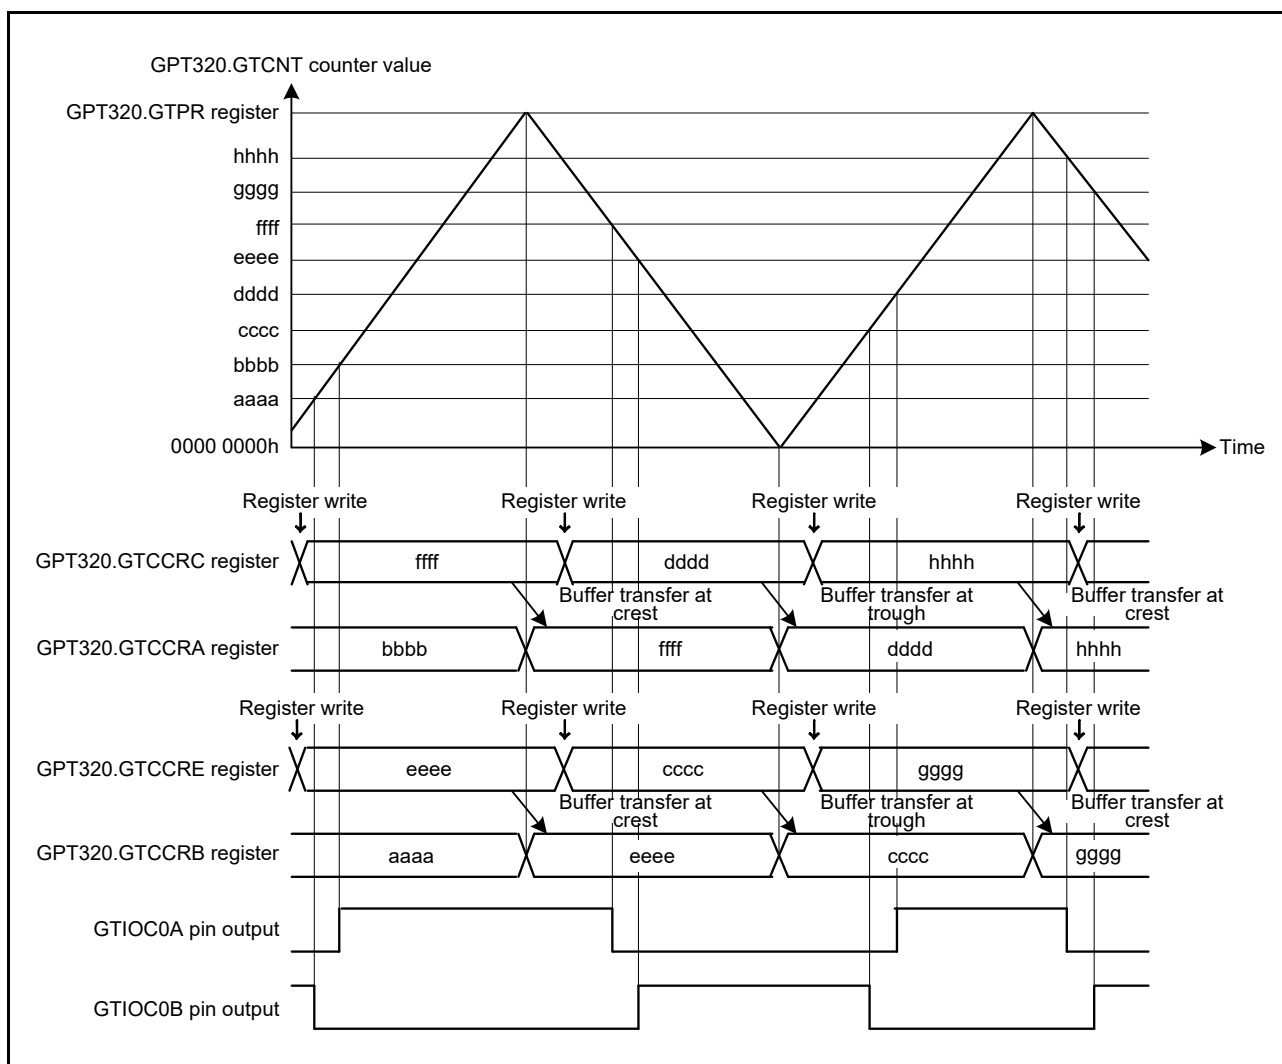 GPT320.GTCNT counter value
GPT320.GTPR register
hhhh
gggg
ffff
eeee
dddd
cccc
bbbb
aaaa
0000 0000h
Time
Register write Register write Register write Register write
GPT320.GTCCRC register ffff dddd hhhh
Buffer transfer at Buffer transfer at Buffer transfer at
crest trough crest
GPT320.GTCCRA register bbbb ffff dddd hhhh
Register write Register write Register write Register write
GPT320.GTCCRE register eeee cccc gggg
Buffer transfer at Buffer transfer at Buffer transfer at
crest trough crest
GPT320.GTCCRB register aaaa eeee cccc gggg
GTIOC0A pin output
GTIOC0B pin output